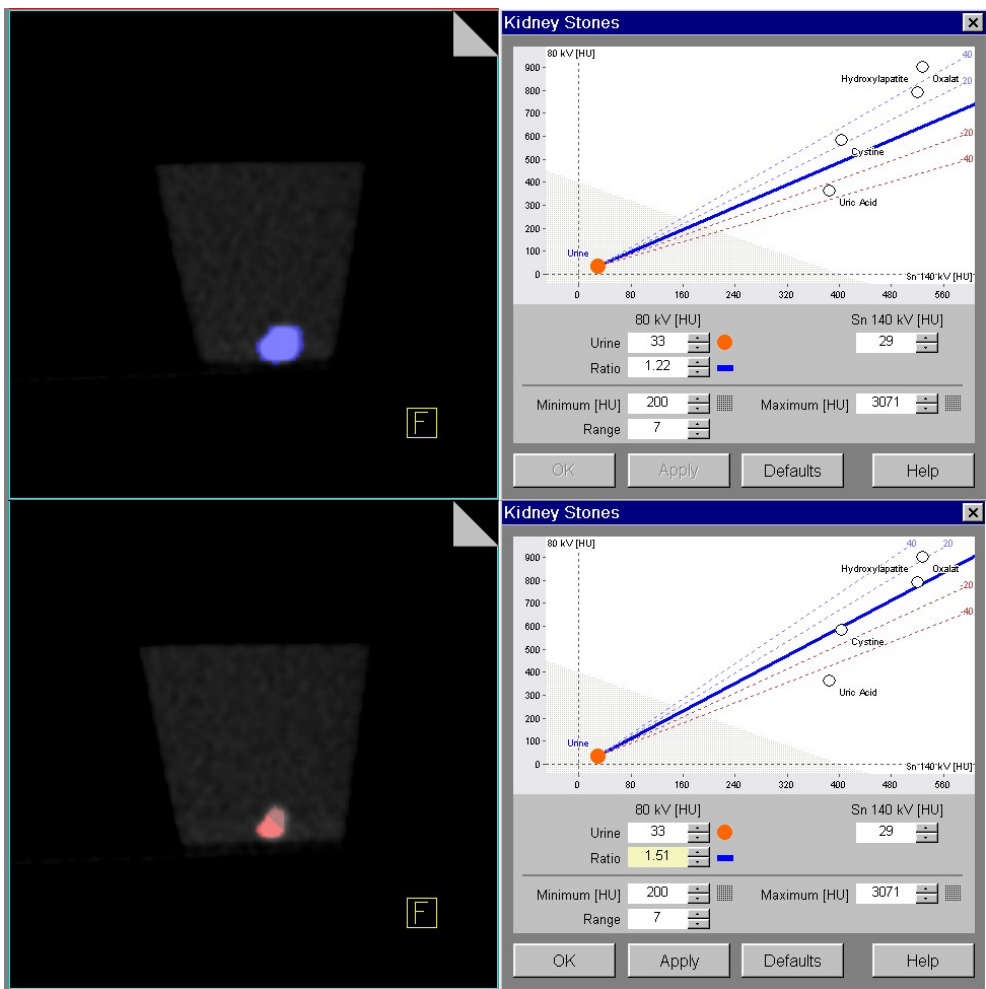 Kidney Stones
80 kV [HU]
40
900
Hydroxylapatite Oxalat
20
800
700
600
-20
Cystine
500
-40
400
Uric Acid
300
200
100
Urine
0
Sn 140 kV [HU]
0 80 160 240 320 400 480 560
80 kV [HU] Sn 140 kV [HU]
Urine 33 29
Ratio 1.22
Minimum [HU] 200 Maximum [HU] 3071
Range 7
F
OK Apply Defaults Help
Kidney Stones
80 kV [HU]
40 20
900
Hydroxylapatite Oxalat
800
-20
700
-40
600
Cystine
500
400
Uric Acid
300
200
100
Urine
0
Sn 140 kV [HU]
0 80 160 240 320 400 480 560
80 kV [HU] Sn 140 kV [HU]
Urine 33 29
Ratio 1.51
Minimum [HU] 200 Maximum [HU] 3071
Range 7
F
OK Apply Defaults Help